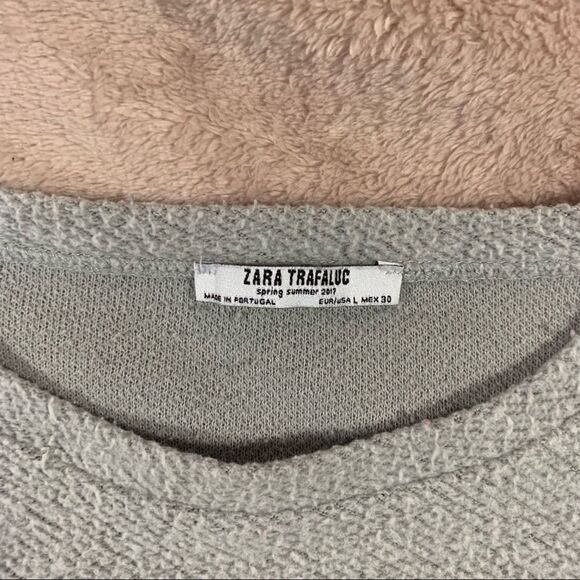 ZARA TRAFALUC
spring summer 2017
MADE IN PORTUGAL EUR/USA L MEX 30